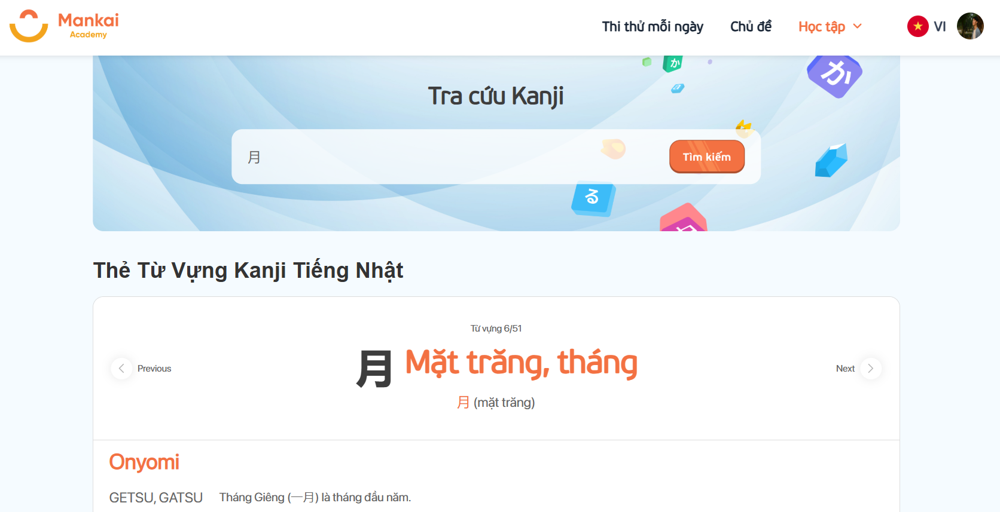 Mankai
Academy
Thi thử mỗi ngày
Chủ đề
Học tập
VI
か
か
Tra cứu Kanji
月
Tìm kiếm
る
Thẻ Từ Vựng Kanji Tiếng Nhật
Từ vựng 6/51
Previous
月 Mặt trăng, tháng
Next
月 (mặt trăng)
Onyomi
GETSU, GATSU Tháng Giêng (一月) là tháng đầu năm.